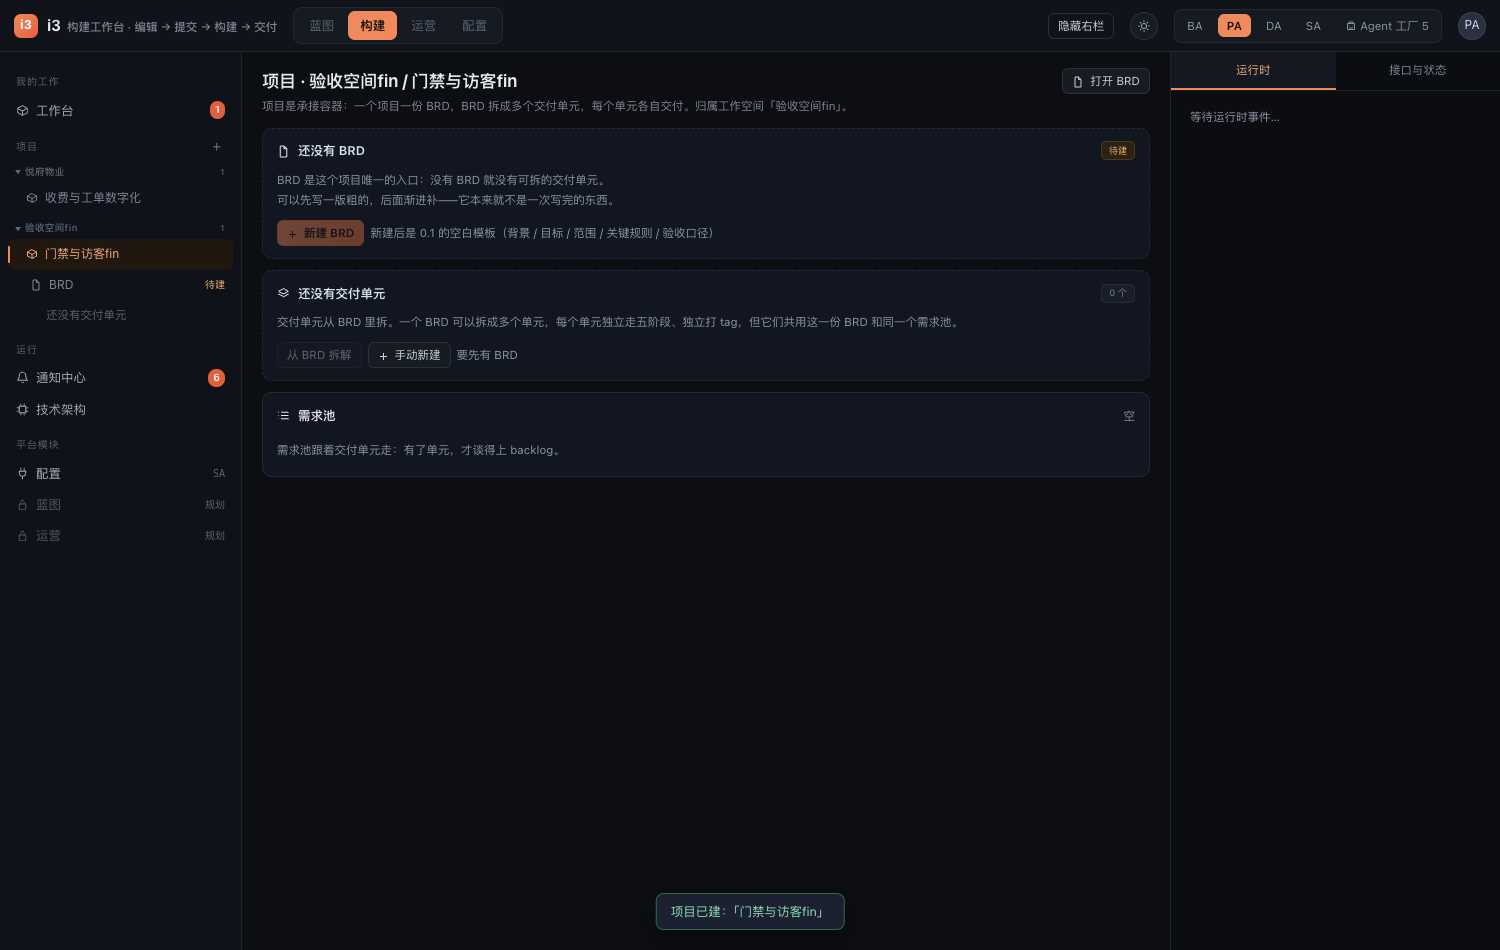 i3 i3 构建工作台 · 编辑 → 提交 → 构建 → 交付 蓝图 构建 运营 配置 隐藏右栏 BA PA DA SA Agent 工厂 5 PA
我的工作
工作台 1
项目 +
悦府物业 1
收费与工单数字化
验收空间fin 1
门禁与访客fin
BRD 待建
还没有交付单元
运行
通知中心 6
技术架构
平台模块
配置 SA
蓝图 规划
运营 规划
项目 · 验收空间fin / 门禁与访客fin 打开 BRD
项目是承接容器：一个项目一份 BRD，BRD 拆成多个交付单元，每个单元各自交付。归属工作空间「验收空间fin」。
还没有 BRD 待建
BRD 是这个项目唯一的入口：没有 BRD 就没有可拆的交付单元。
可以先写一版粗的，后面渐进补——它本来就不是一次写完的东西。
+ 新建 BRD 新建后是 0.1 的空白模板（背景 / 目标 / 范围 / 关键规则 / 验收口径）
还没有交付单元 0 个
交付单元从 BRD 里拆。一个 BRD 可以拆成多个单元，每个单元独立走五阶段、独立打 tag，但它们共用这一份 BRD 和同一个需求池。
从 BRD 拆解 + 手动新建 要先有 BRD
需求池 空
需求池跟着交付单元走：有了单元，才谈得上 backlog。
运行时 接口与状态
等待运行时事件…
项目已建：「门禁与访客fin」